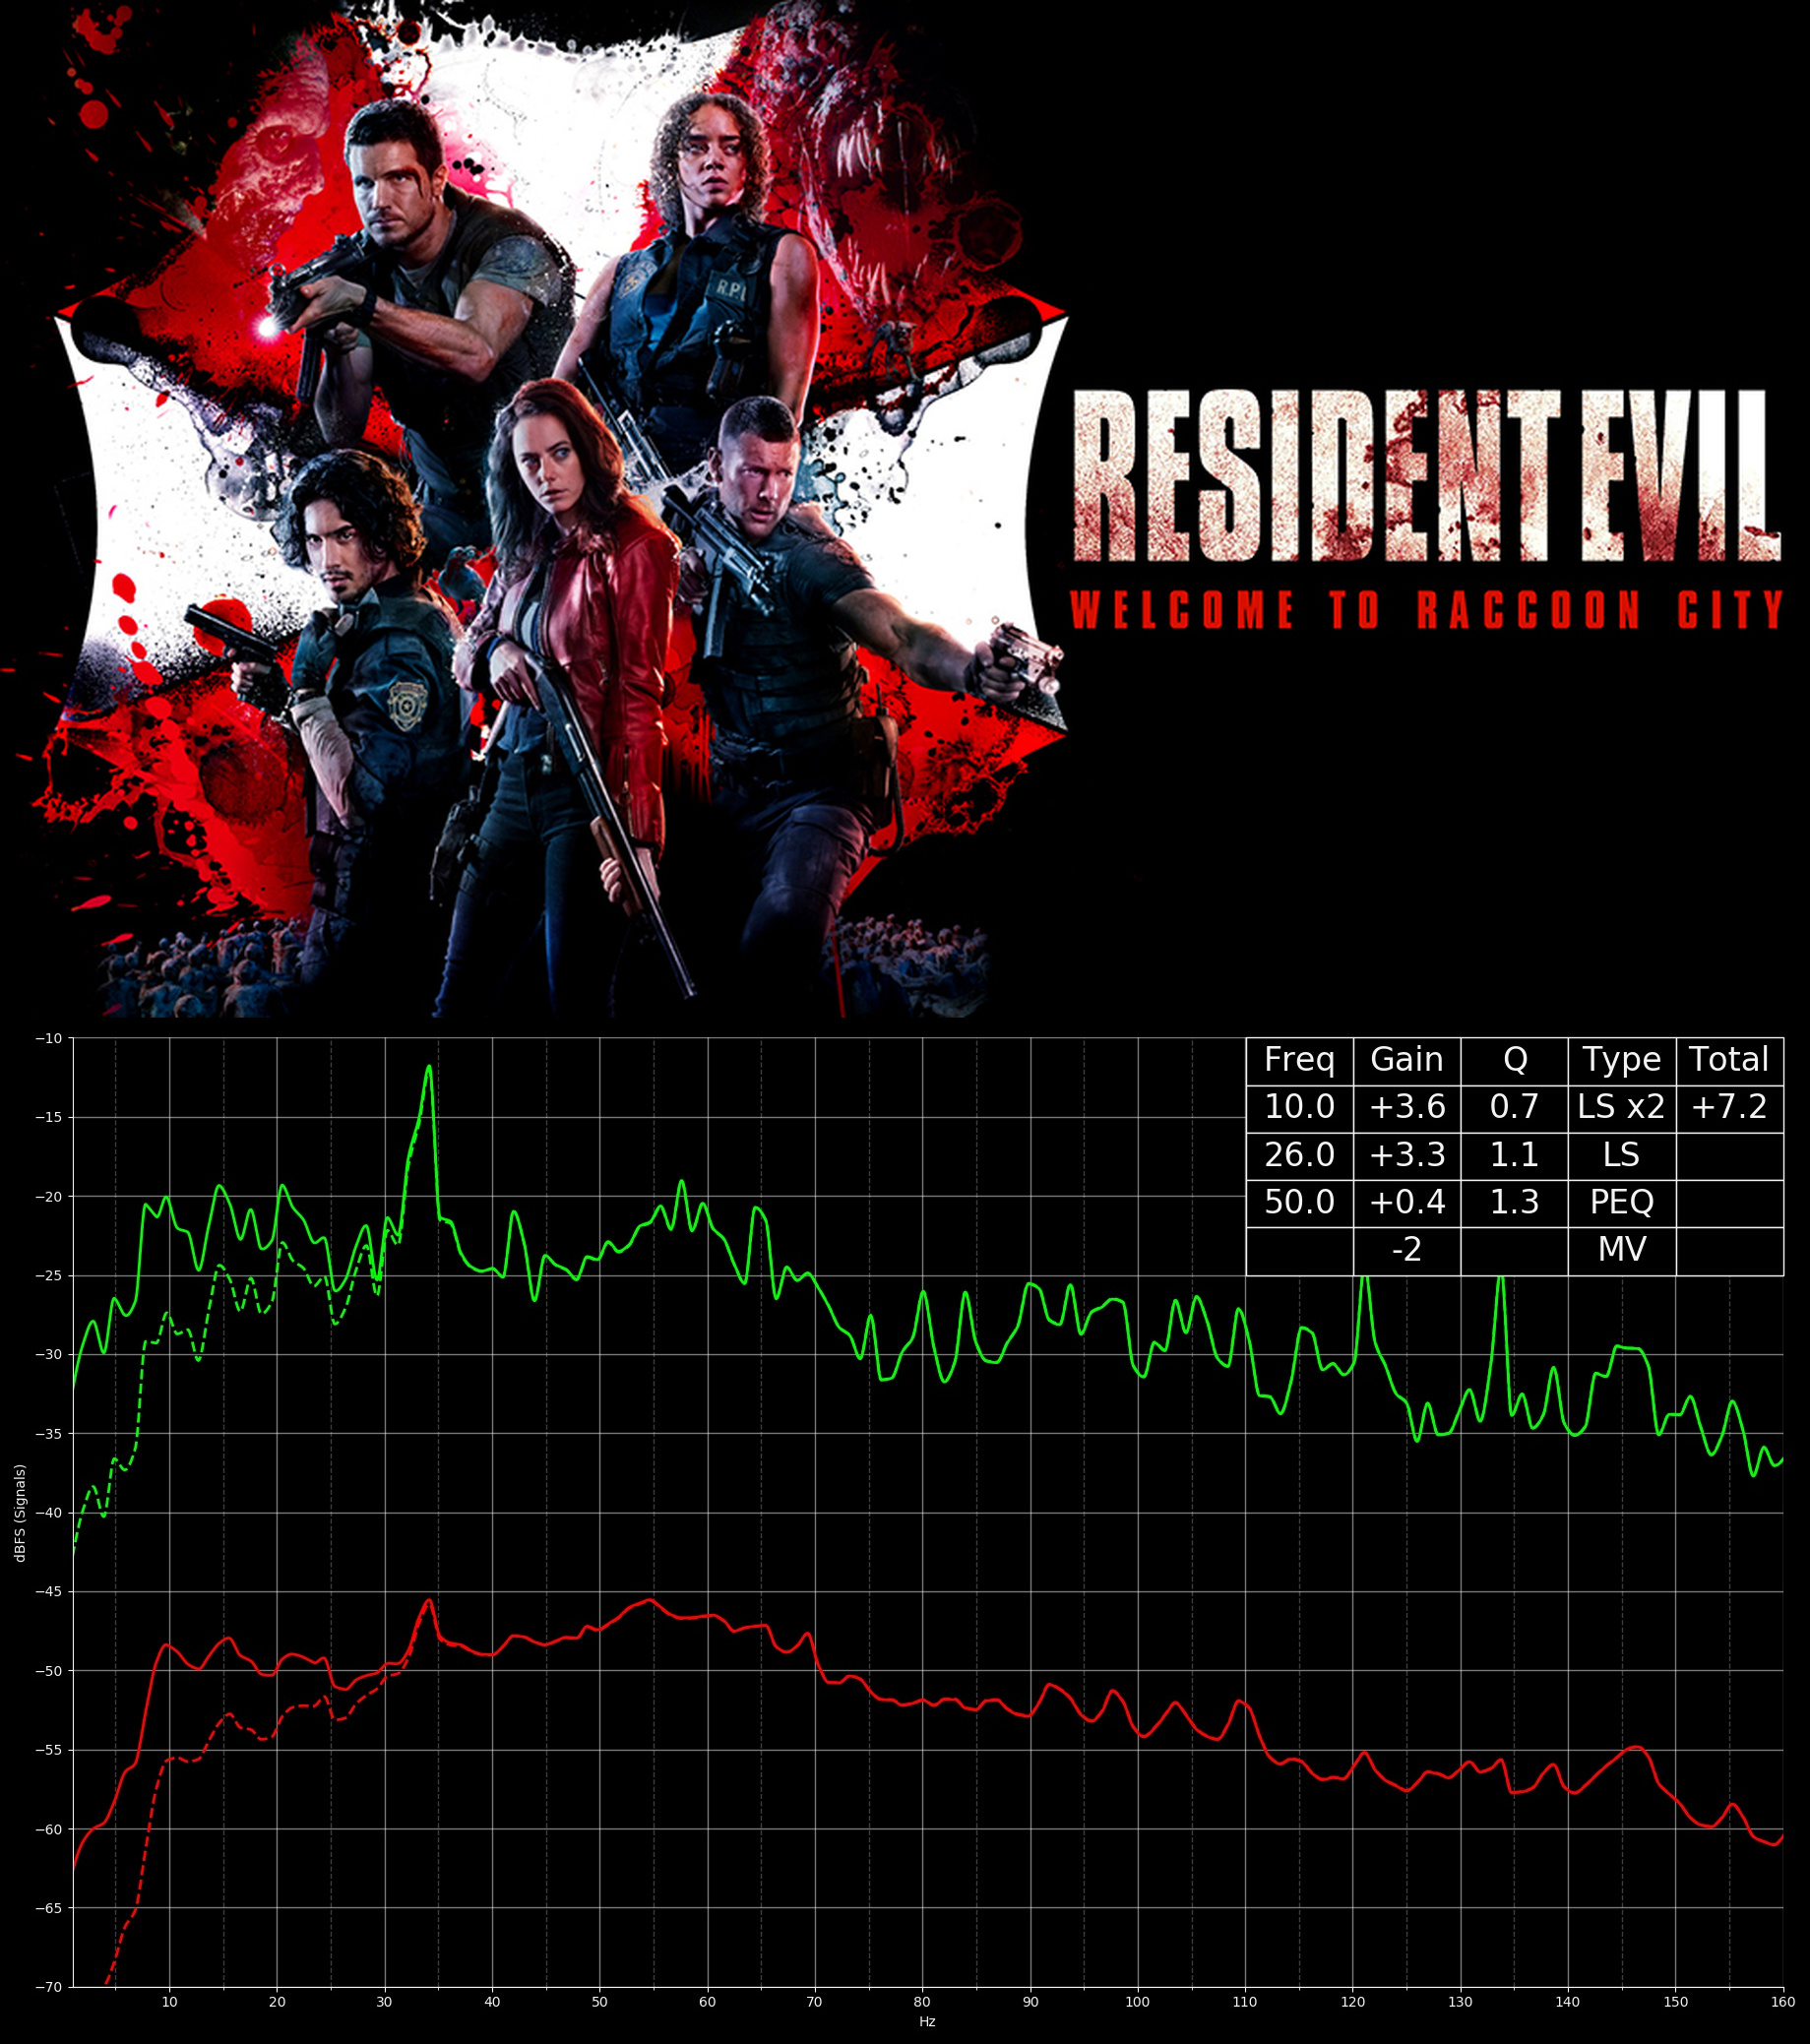 R.P.D
RESIDENT EVIL
WELCOME TO RACCOON CITY
Freq Gain Q Type Total
10.0 +3.6 0.7 LS x2 +7.2
26.0 +3.3 1.1 LS
50.0 +0.4 1.3 PEQ
-2 MV
−10
−15
−20
−25
−30
−35
−40
−45
−50
−55
−60
−65
−70
dBFS (Signals)
10 20 30 40 50 60 70 80 90 100 110 120 130 140 150 160
Hz